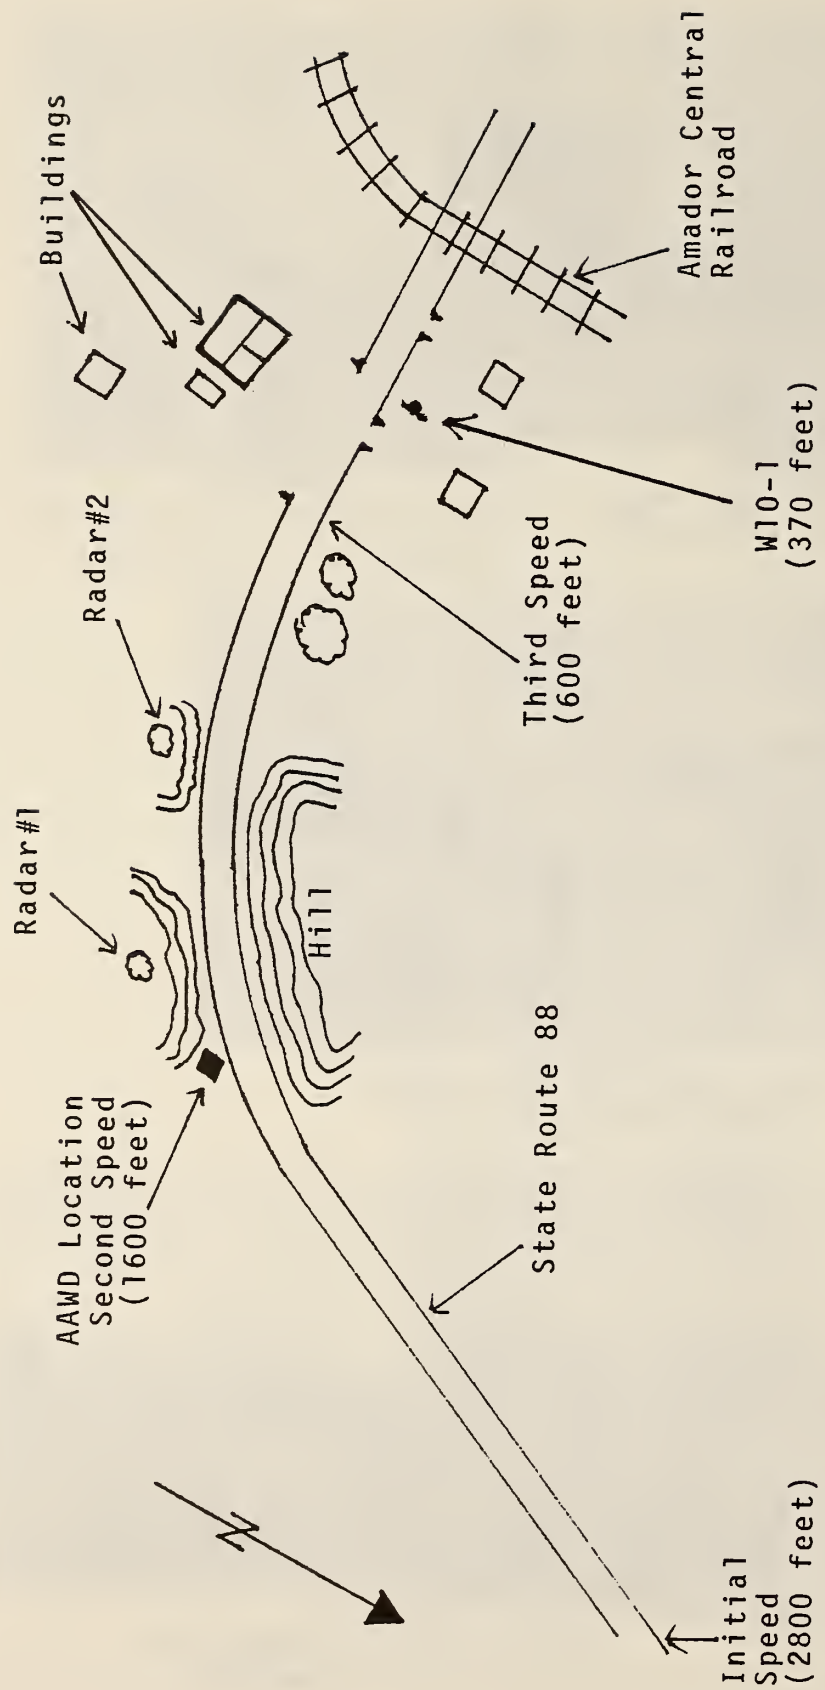 Buildings
Radar#2
Radar#1
AAWD Location
Second Speed
(1600 feet)
Hill
Amador Central
Railroad
W10-1
(370 feet)
Third Speed
(600 feet)
State Route 88
N
Initial
Speed
(2800 feet)